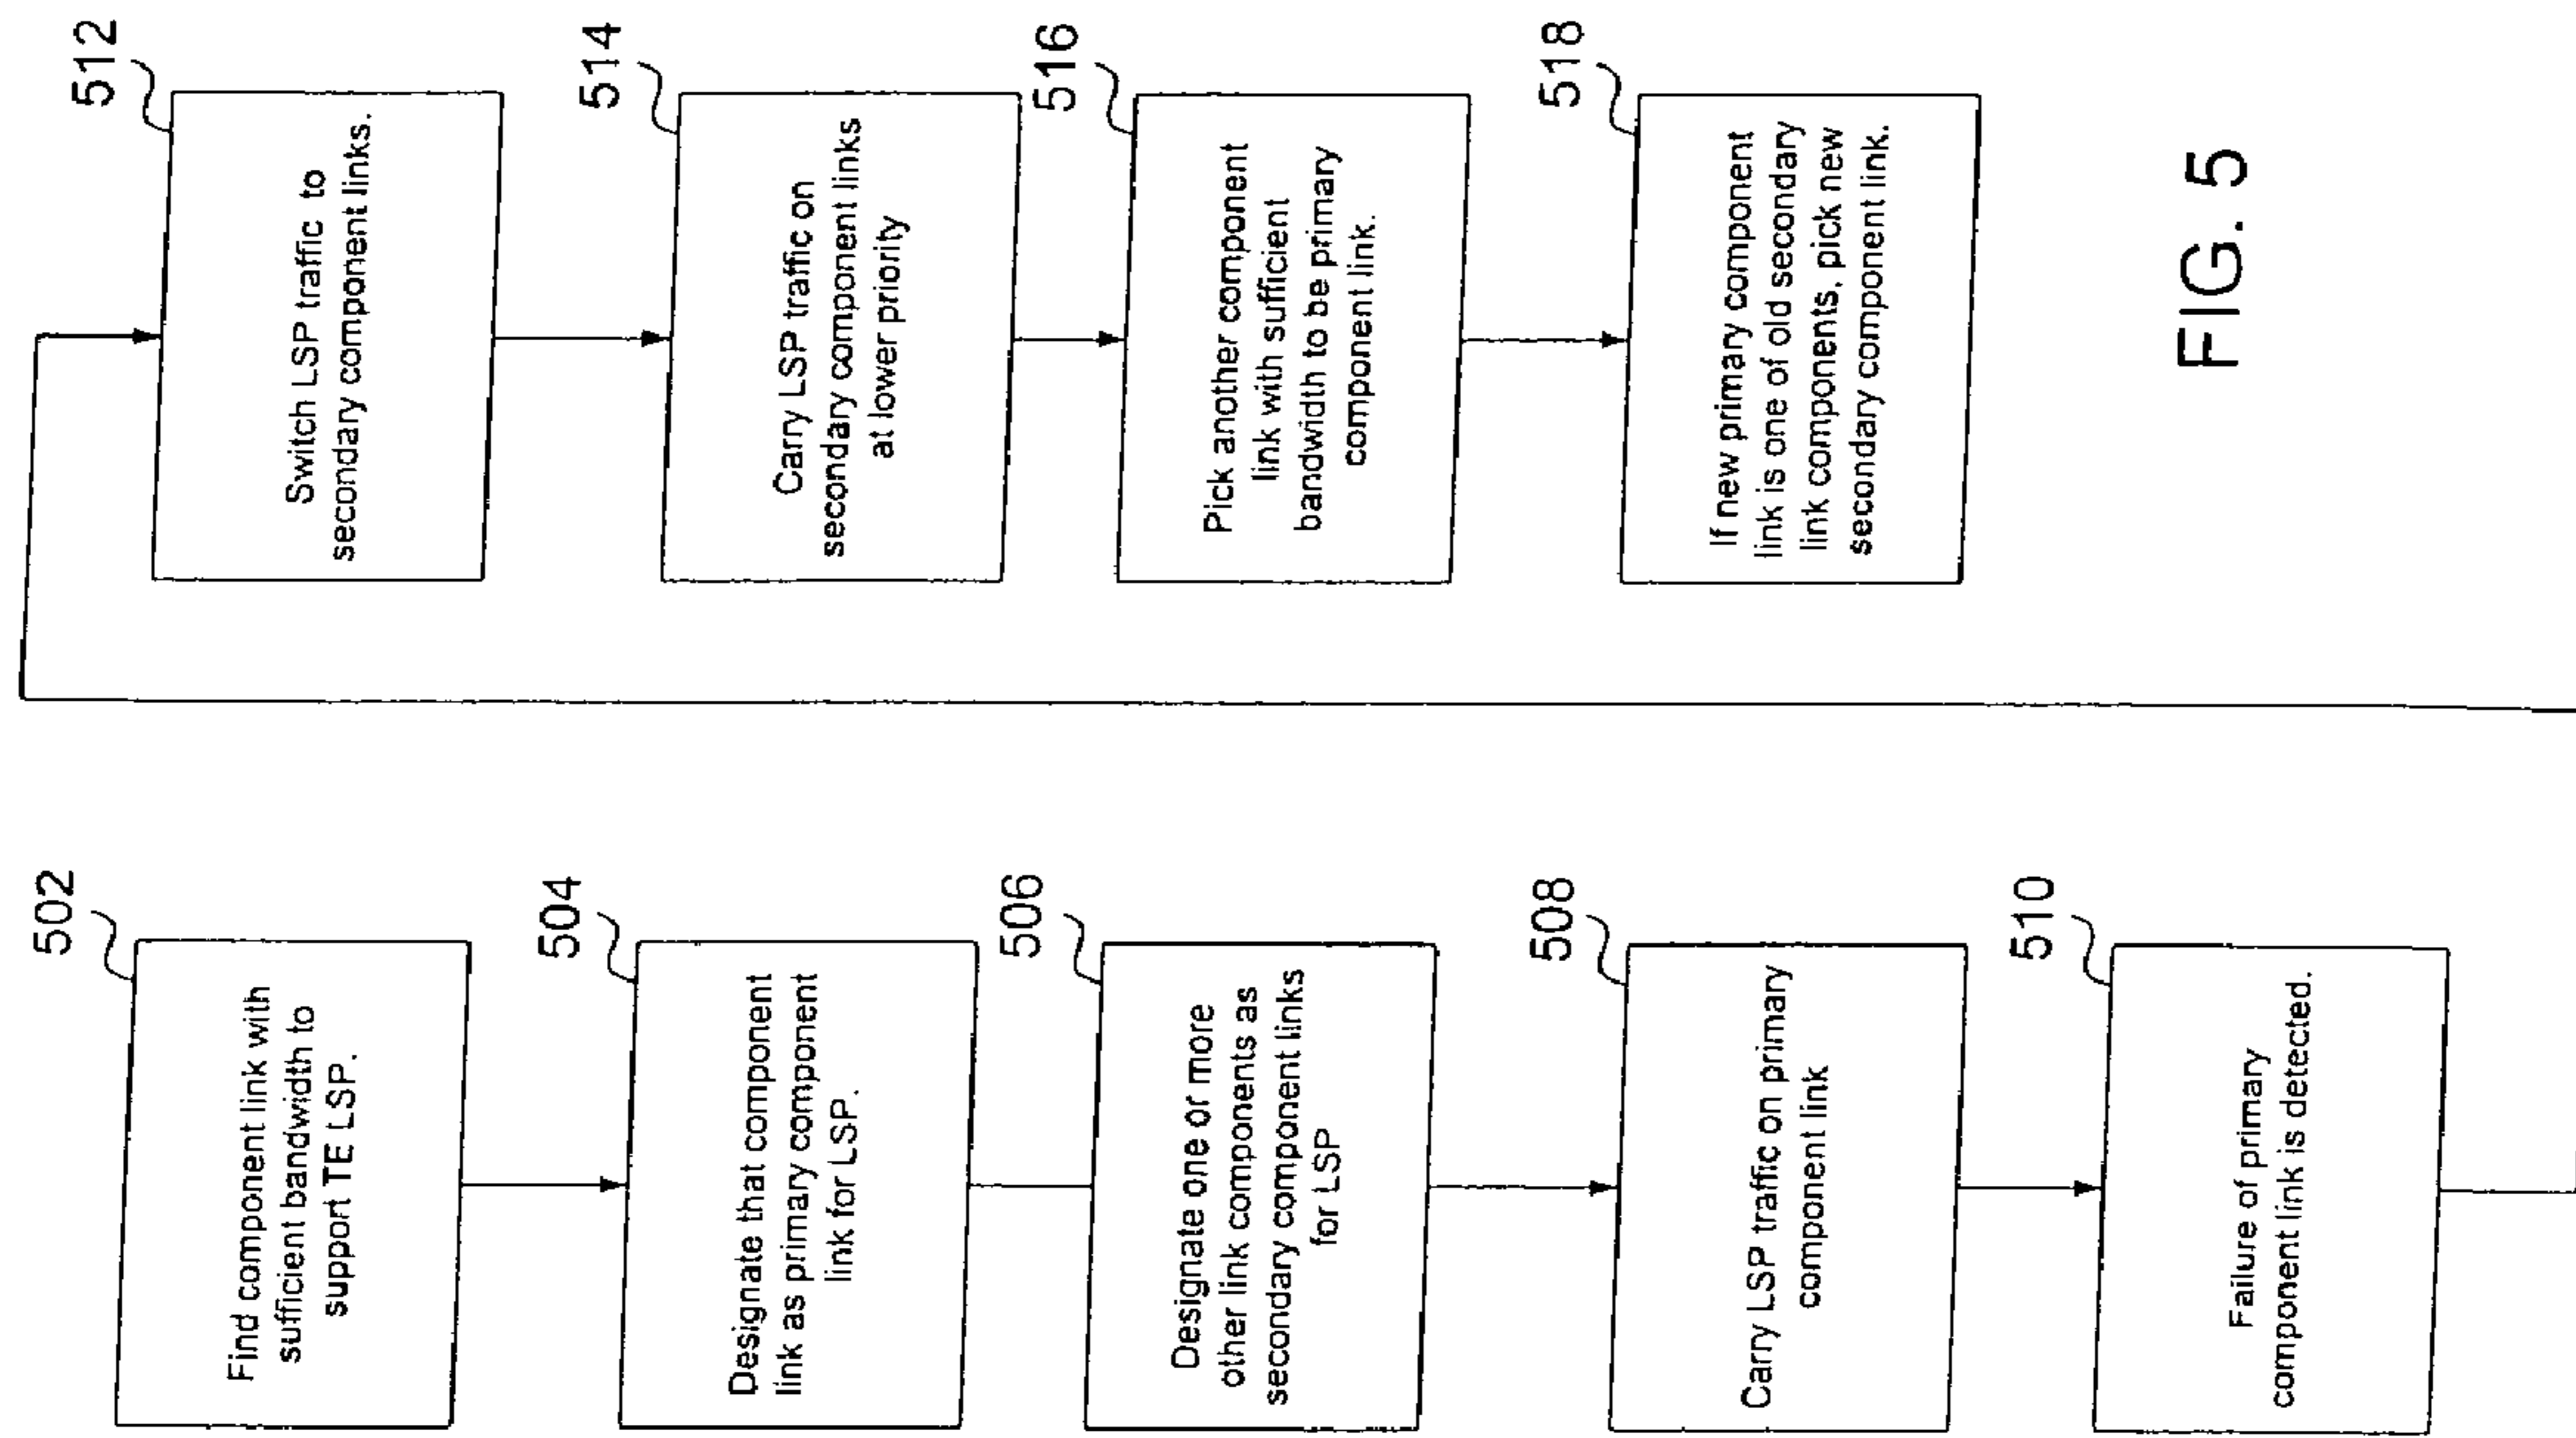 502
Find component link with
sufficient bandwidth to
support TE LSP.
504
Designate that component
link as primary component
link for LSP.
506
Designate one or more
other link components as
secondary component links
for LSP
508
Carry LSP traffic on primary
component link
510
Failure of primary
component link is detected.
512
Switch LSP traffic to
secondary component links.
514
Carry LSP traffic on
secondary component links
at lower priority
516
Pick another component
link with sufficient
bandwidth to be primary
component link.
518
If new primary component
link is one of old secondary
link components, pick new
secondary component link.
FIG. 5